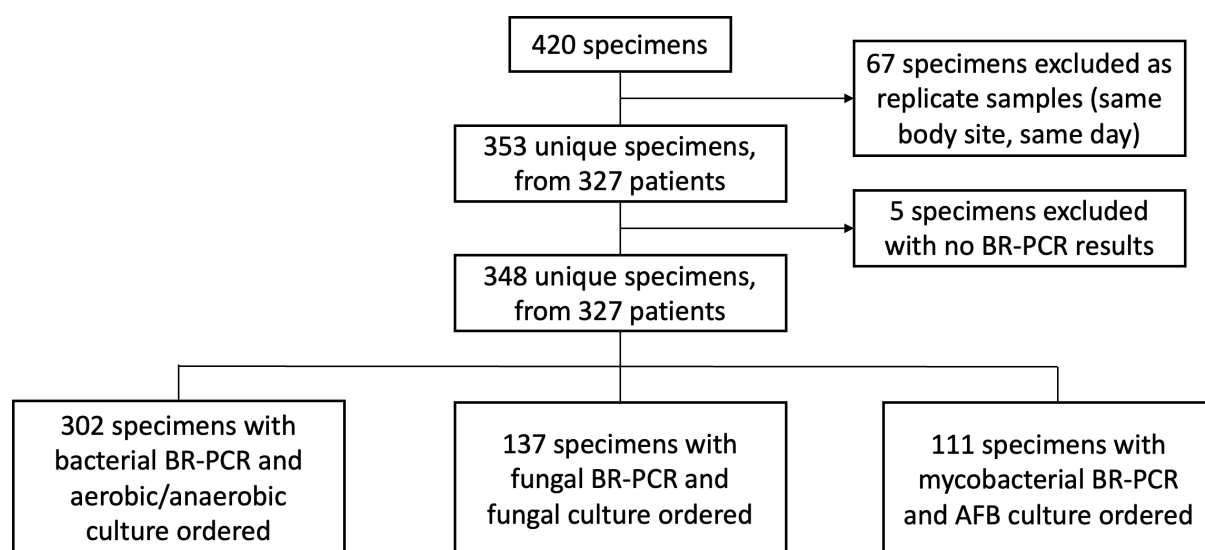 420 specimens
67 specimens excluded as
replicate samples (same
body site, same day)
353 unique specimens,
from 327 patients
5 specimens excluded
with no BR-PCR results
348 unique specimens,
from 327 patients
302 specimens with
bacterial BR-PCR and
aerobic/anaerobic
culture ordered
137 specimens with
fungal BR-PCR and
fungal culture ordered
111 specimens with
mycobacterial BR-PCR
and AFB culture ordered